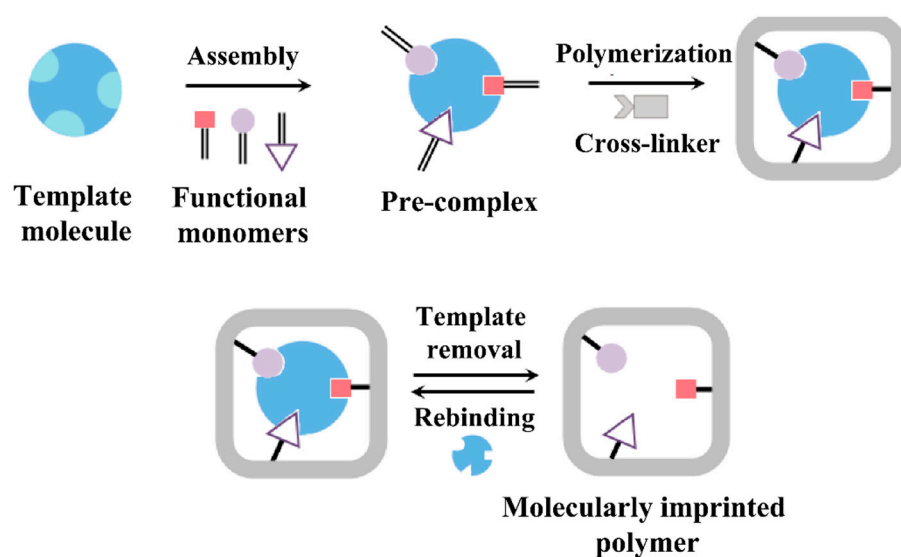 Assembly
Polymerization
Cross-linker
Template
molecule
Functional
monomers
Pre-complex
Template
removal
Rebinding
Molecularly imprinted
polymer